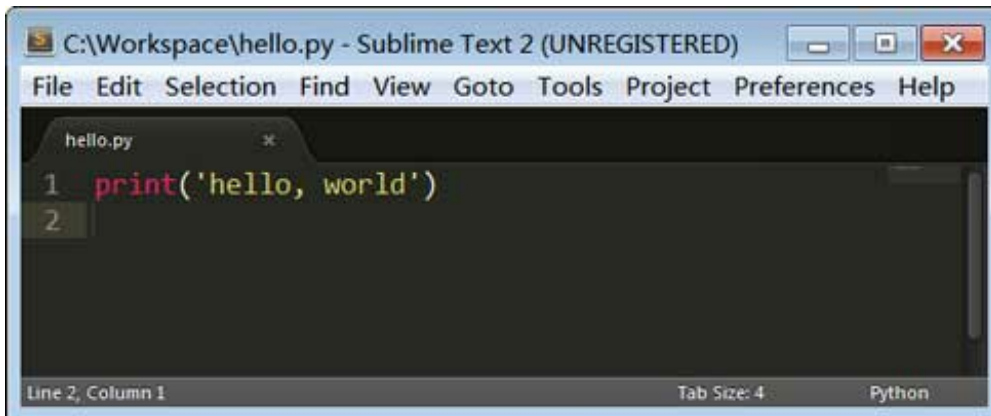 C:\Workspace\hello.py - Sublime Text 2 (UNREGISTERED)
File Edit Selection Find View Goto Tools Project Preferences Help
hello.py
1 print('hello, world')
2
Line 2, Column 1 Tab Size: 4 Python